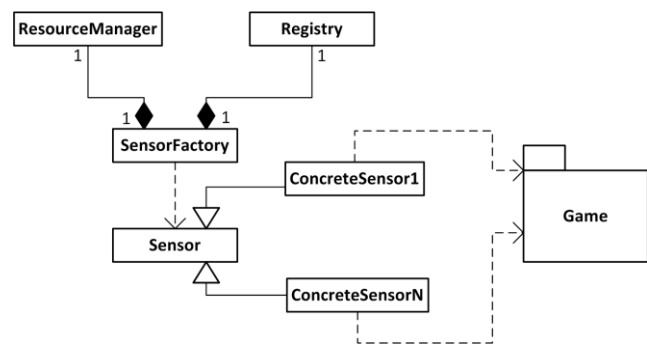 ResourceManager
Registry
1
1
1
1
SensorFactory
ConcreteSensor1
Game
Sensor
ConcreteSensorN